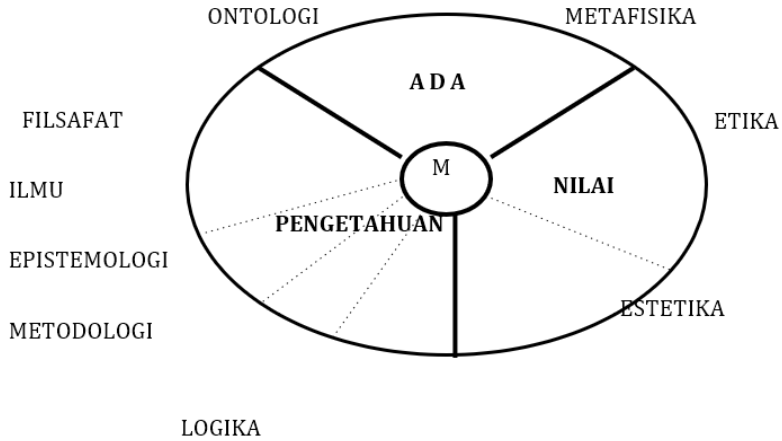 ONTOLOGI
METAFISIKA
A D A
FILSAFAT
ETIKA
M
ILMU
NILAI
PENGETAHUAN
EPISTEMOLOGI
ESTETIKA
METODOLOGI
LOGIKA